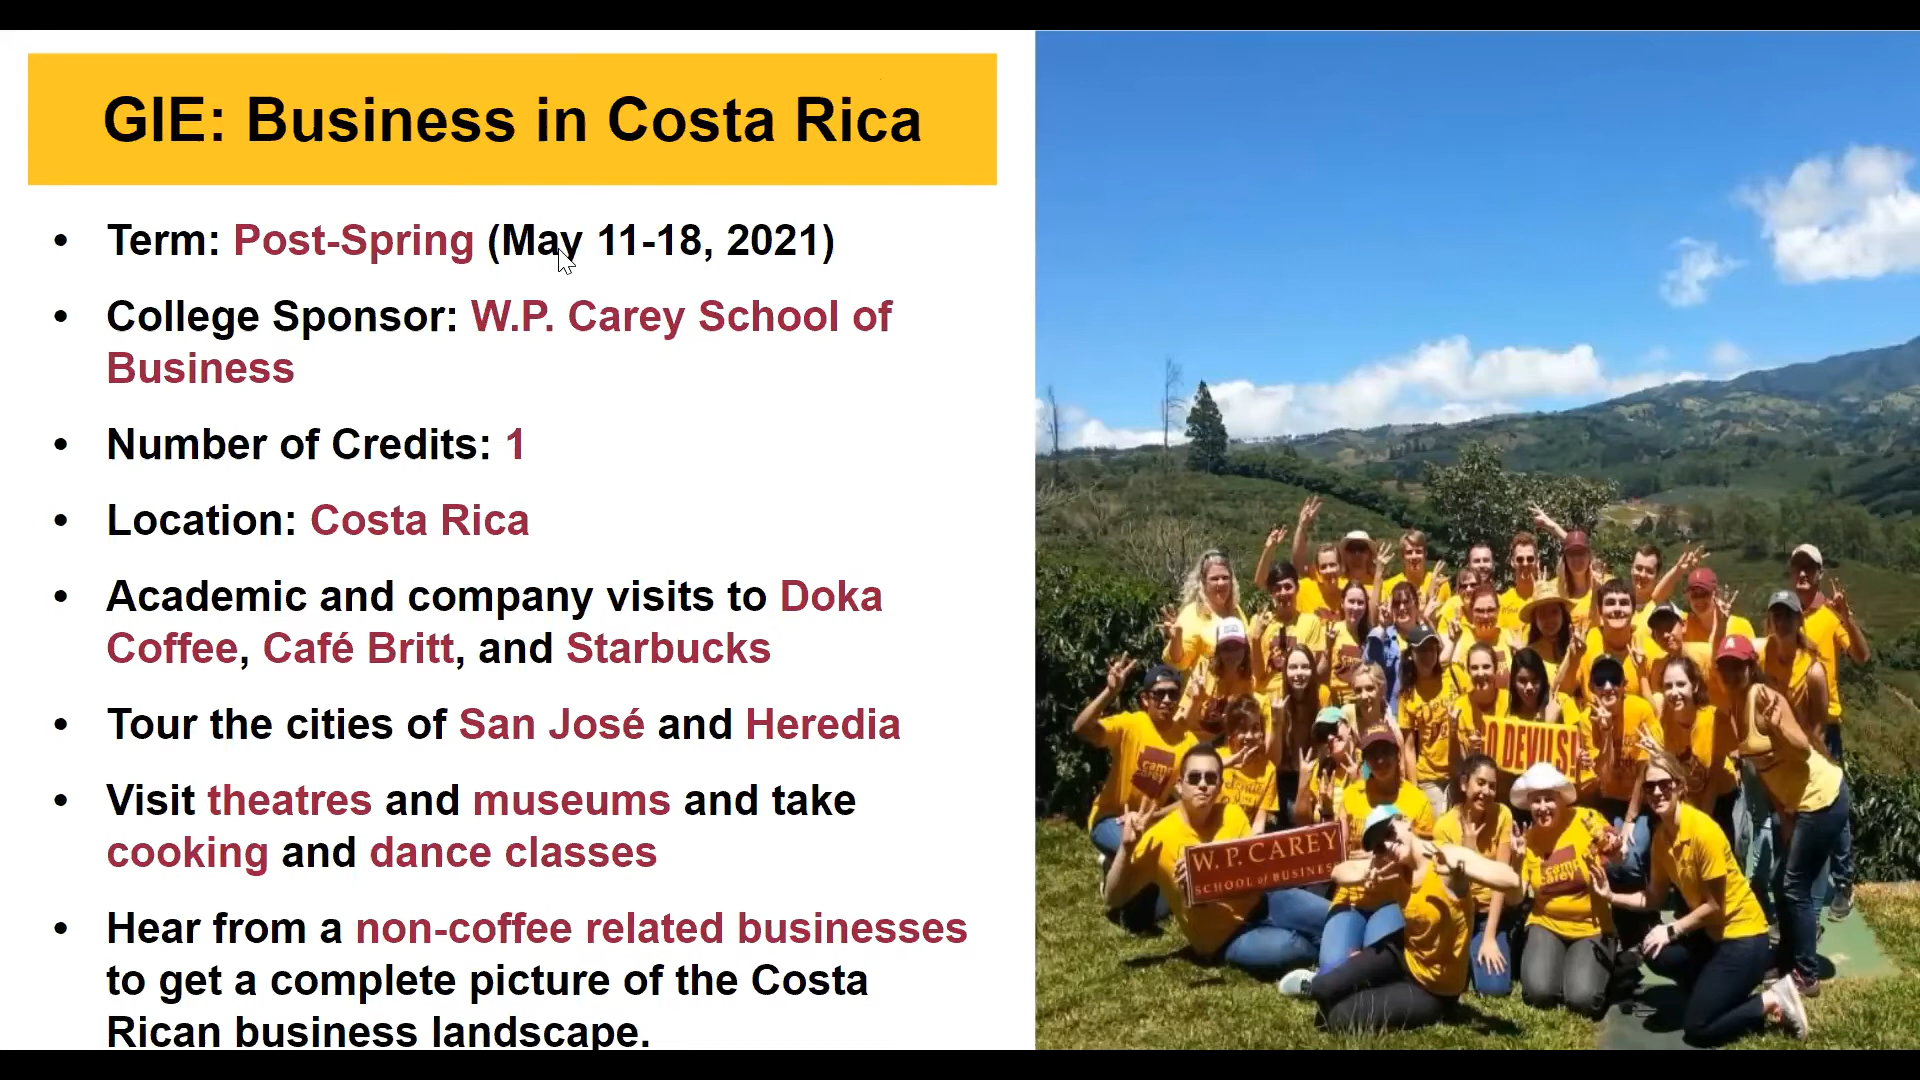 GIE: Business in Costa Rica
• Term: Post-Spring (May 11-18, 2021)
• College Sponsor: W.P. Carey School of
Business
• Number of Credits: 1
• Location: Costa Rica
• Academic and company visits to Doka
Coffee, Café Britt, and Starbucks
• Tour the cities of San José and Heredia
• Visit theatres and museums and take
cooking and dance classes
• Hear from a non-coffee related businesses
to get a complete picture of the Costa
Rican business landscape.
O DEVILS!
W. P. CAREY
SCHOOL of BUSINESS
camp
carey